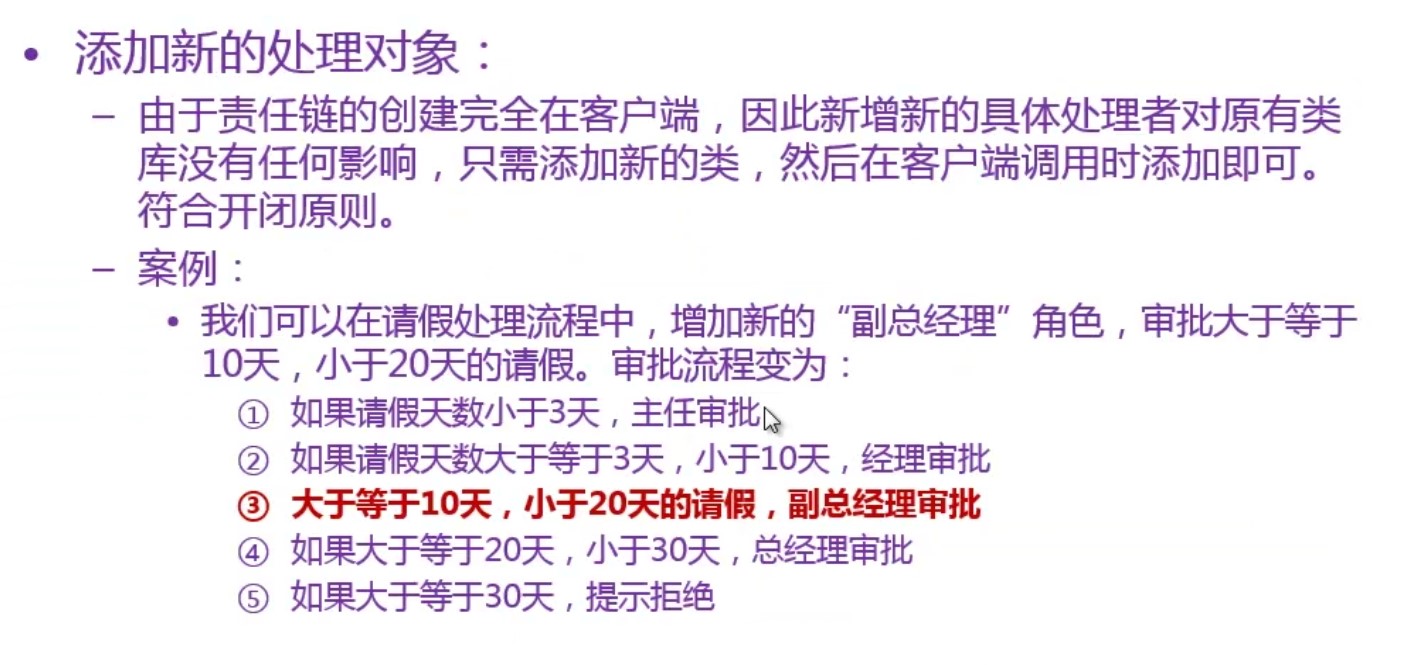 • 添加新的处理对象：
– 由于责任链的创建完全在客户端，因此新增新的具体处理者对原有类
库没有任何影响，只需添加新的类，然后在客户端调用时添加即可。
符合开闭原则。
– 案例：
• 我们可以在请假处理流程中，增加新的“副总经理”角色，审批大于等于
10天，小于20天的请假。审批流程变为：
① 如果请假天数小于3天，主任审批
② 如果请假天数大于等于3天，小于10天，经理审批
③ 大于等于10天，小于20天的请假，副总经理审批
④ 如果大于等于20天，小于30天，总经理审批
⑤ 如果大于等于30天，提示拒绝